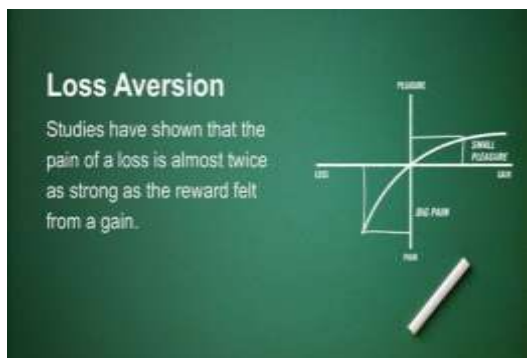 Loss Aversion
Studies have shown that the
pain of a loss is almost twice
as strong as the reward felt
from a gain.
PLEASURE
SMALL
PLEASURE
LOSS
GAIN
BIG PAIN
PAIN